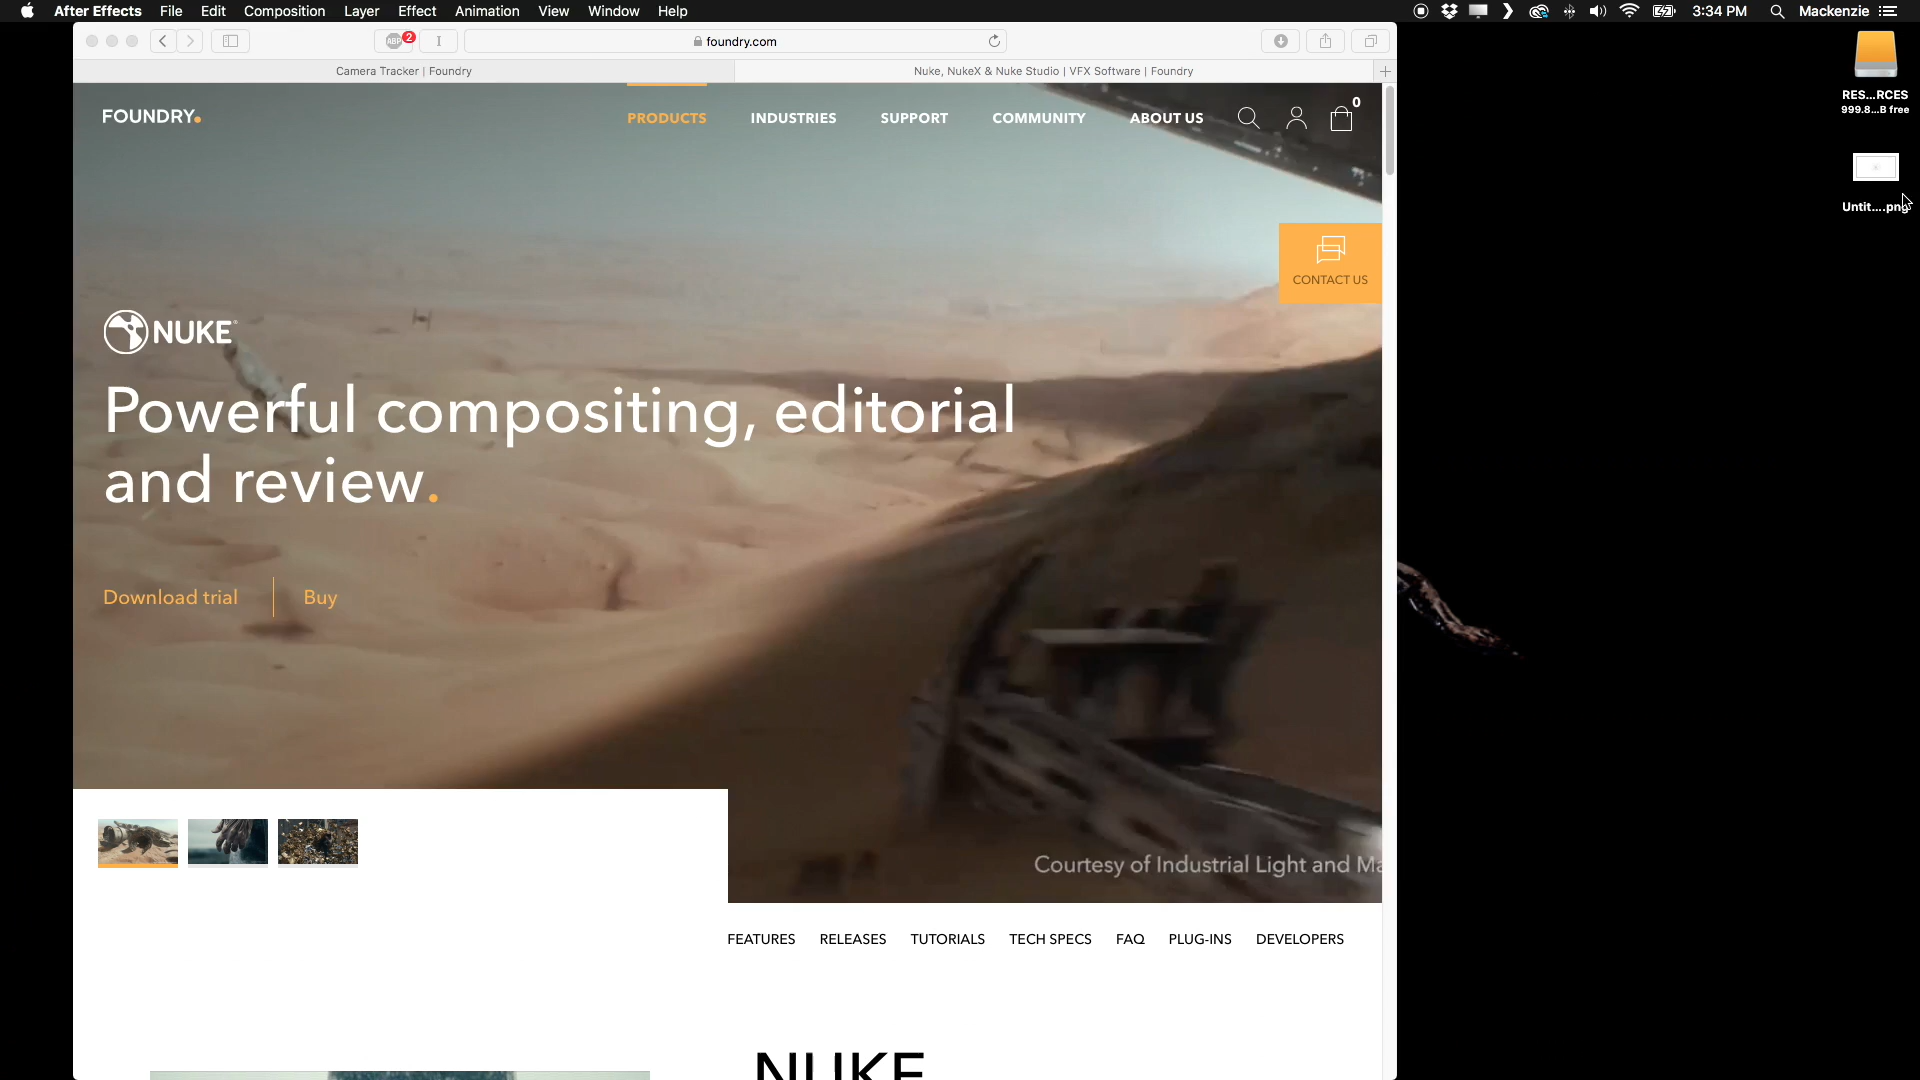 After Effects File Edit Composition Layer Effect Animation View Window Help 3:34 PM Mackenzie
ABP 2 foundry.com
Camera Tracker | Foundry
Nuke, NukeX & Nuke Studio | VFX Software | Foundry
RES...RCES
999.8...B free
Untit....png
FOUNDRY.
PRODUCTS INDUSTRIES SUPPORT COMMUNITY ABOUT US 0
CONTACT US
NUKE
Powerful compositing, editorial
and review.
Download trial Buy
Courtesy of Industrial Light and Ma
FEATURES RELEASES TUTORIALS TECH SPECS FAQ PLUG-INS DEVELOPERS
NUKE